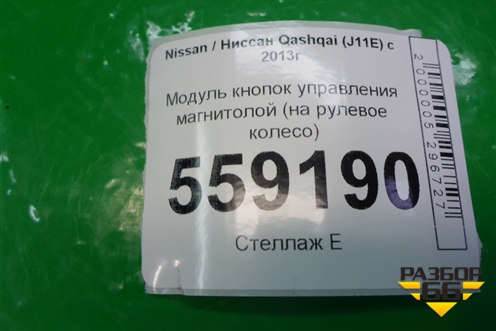 Nissan / Ниссан Qashqai (J11E) с
2013г
Модуль кнопок управления
магнитолой (на рулевое
колесо)
559190
Стеллаж Е
2000005296727
РАЗБОР
66